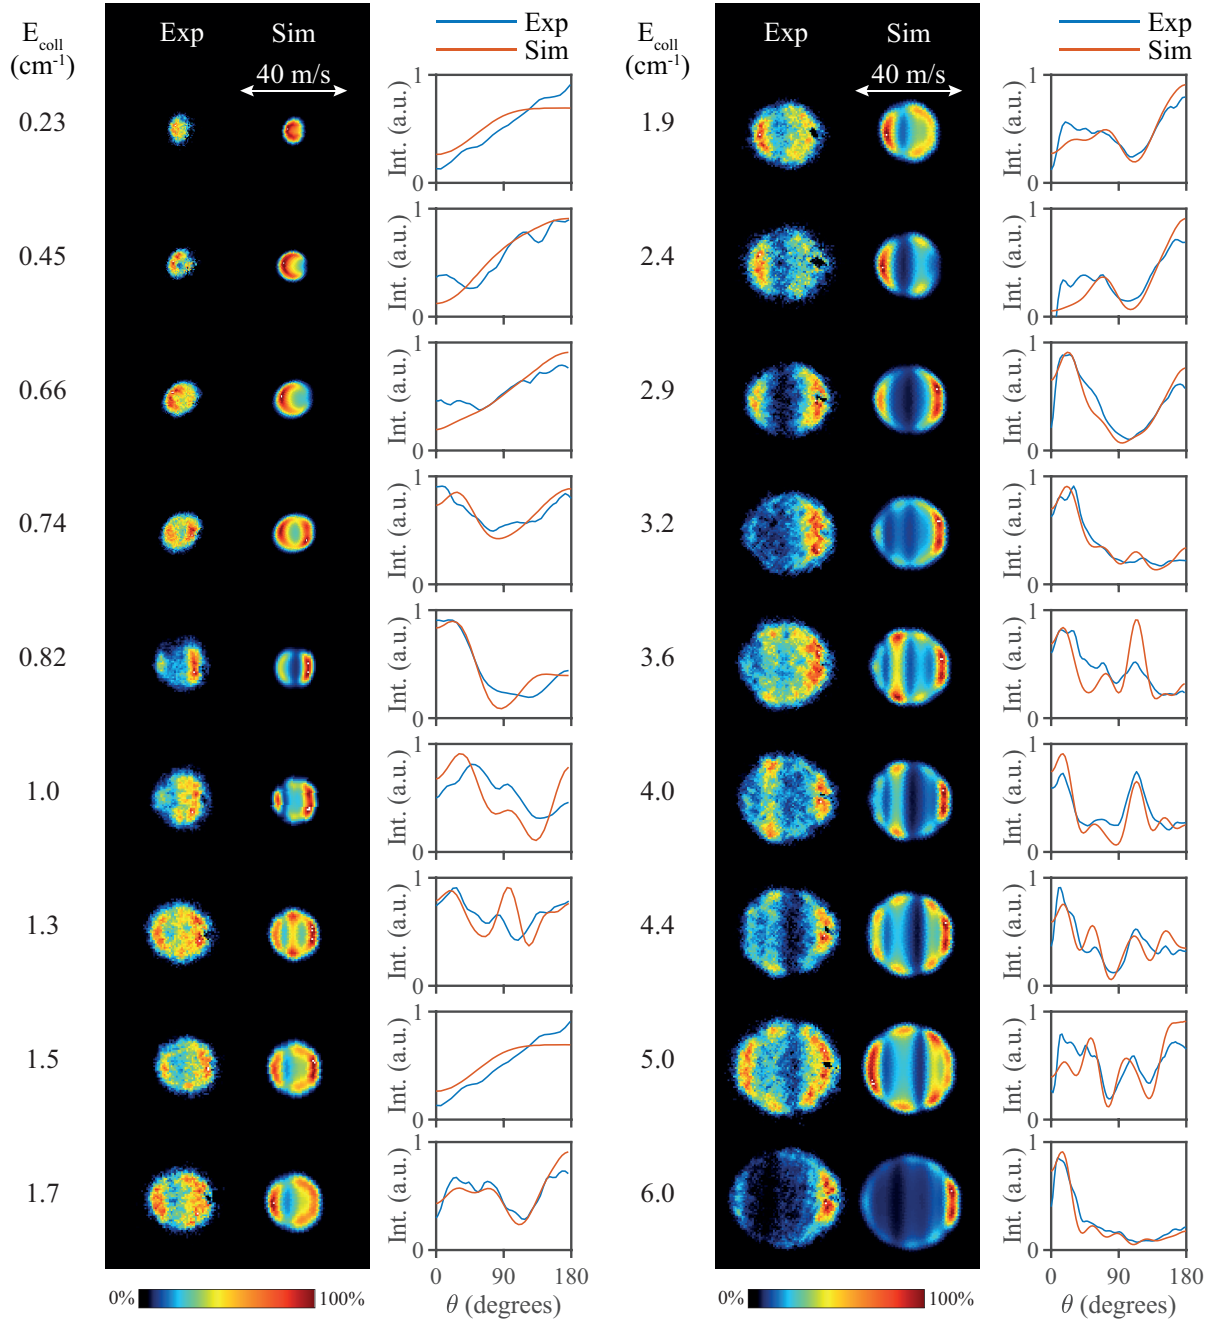 E_coll
(cm⁻¹)
Exp Sim
Exp
Sim
40 m/s
0.23
Int. (a.u.)
1
0
0.45
Int. (a.u.)
1
0
0.66
Int. (a.u.)
1
0
0.74
Int. (a.u.)
1
0
0.82
Int. (a.u.)
1
0
1.0
Int. (a.u.)
1
0
1.3
Int. (a.u.)
1
0
1.5
Int. (a.u.)
1
0
1.7
Int. (a.u.)
1
0
0 90 180
θ (degrees)
0% 100%
E_coll
(cm⁻¹)
Exp Sim
Exp
Sim
40 m/s
1.9
Int. (a.u.)
1
0
2.4
Int. (a.u.)
1
0
2.9
Int. (a.u.)
1
0
3.2
Int. (a.u.)
1
0
3.6
Int. (a.u.)
1
0
4.0
Int. (a.u.)
1
0
4.4
Int. (a.u.)
1
0
5.0
Int. (a.u.)
1
0
6.0
Int. (a.u.)
1
0
0 90 180
θ (degrees)
0% 100%